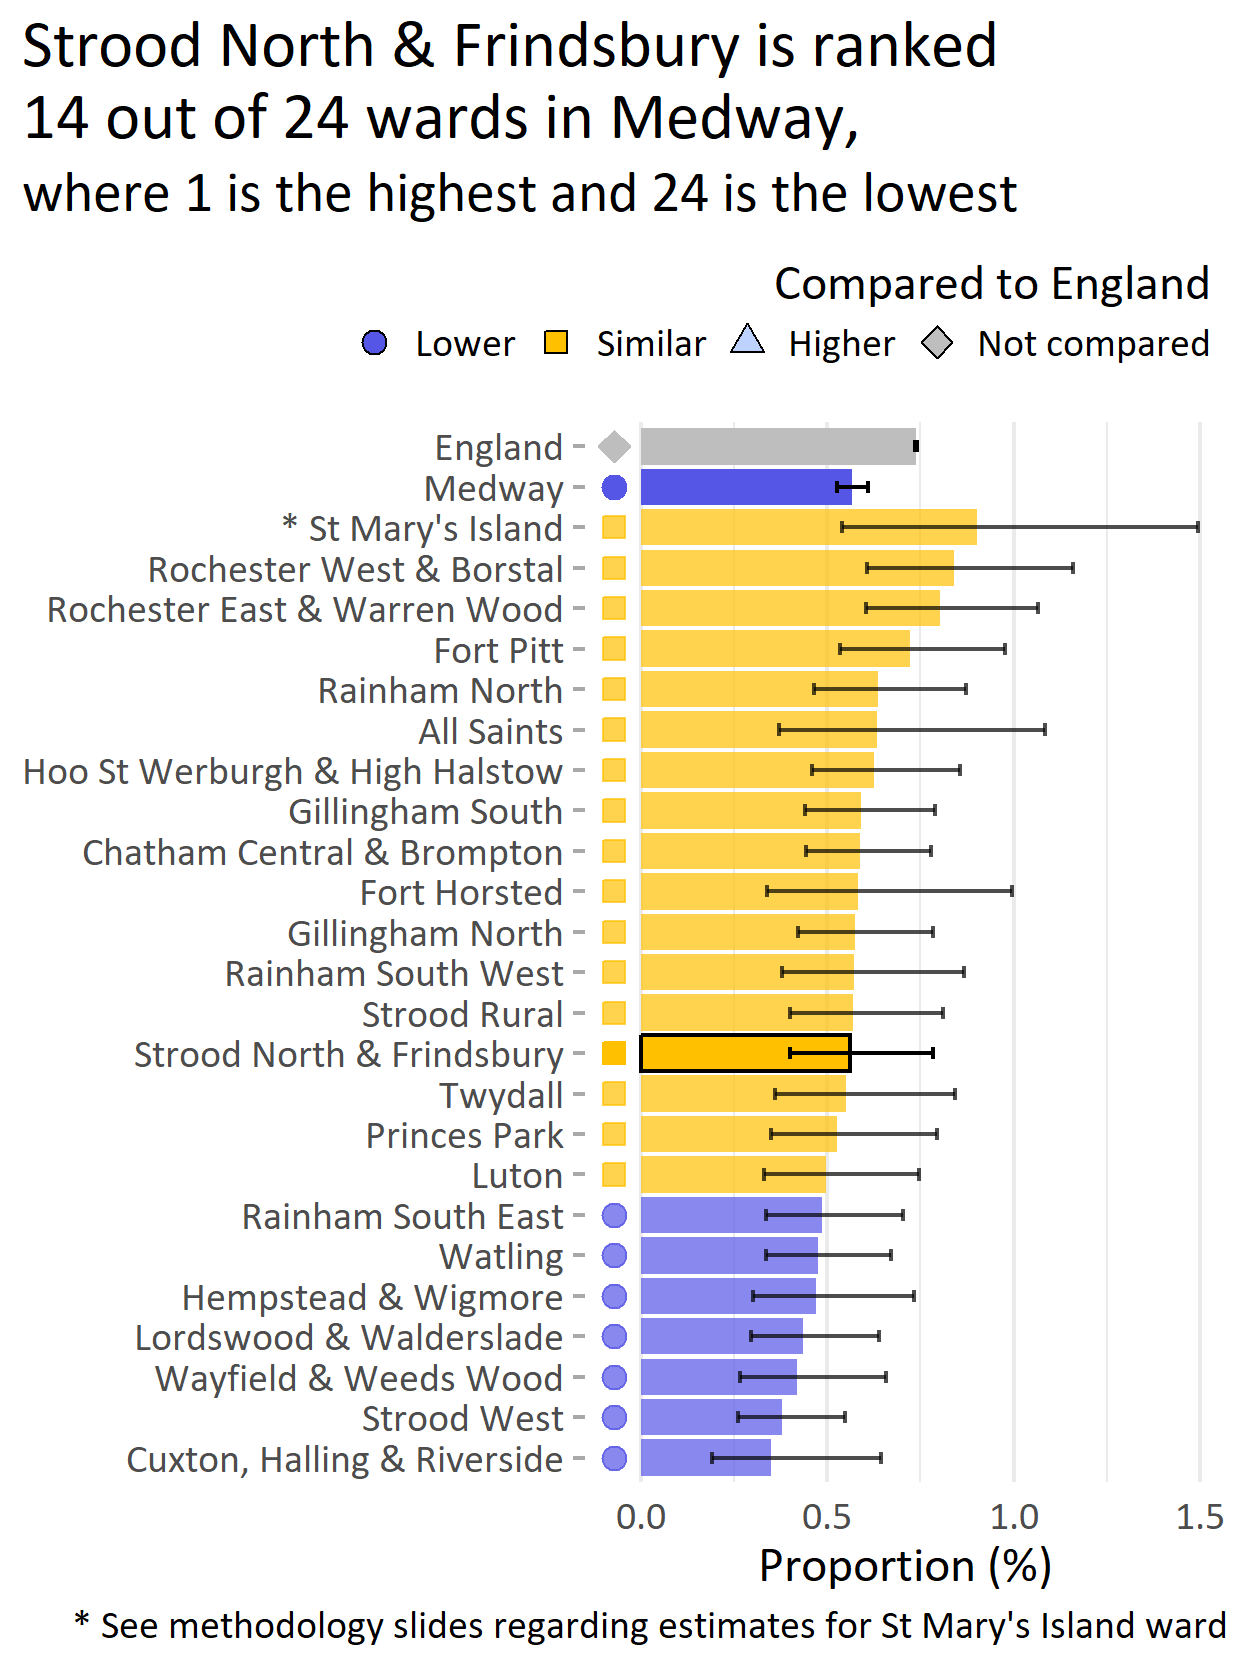 Strood North & Frindsbury is ranked
14 out of 24 wards in Medway,
where 1 is the highest and 24 is the lowest
Compared to England
Lower Similar Higher Not compared
England
Medway
* St Mary's Island
Rochester West & Borstal
Rochester East & Warren Wood
Fort Pitt
Rainham North
All Saints
Hoo St Werburgh & High Halstow
Gillingham South
Chatham Central & Brompton
Fort Horsted
Gillingham North
Rainham South West
Strood Rural
Strood North & Frindsbury
Twydall
Princes Park
Luton
Rainham South East
Watling
Hempstead & Wigmore
Lordswood & Walderslade
Wayfield & Weeds Wood
Strood West
Cuxton, Halling & Riverside
0.0 0.5 1.0 1.5
Proportion (%)
* See methodology slides regarding estimates for St Mary's Island ward